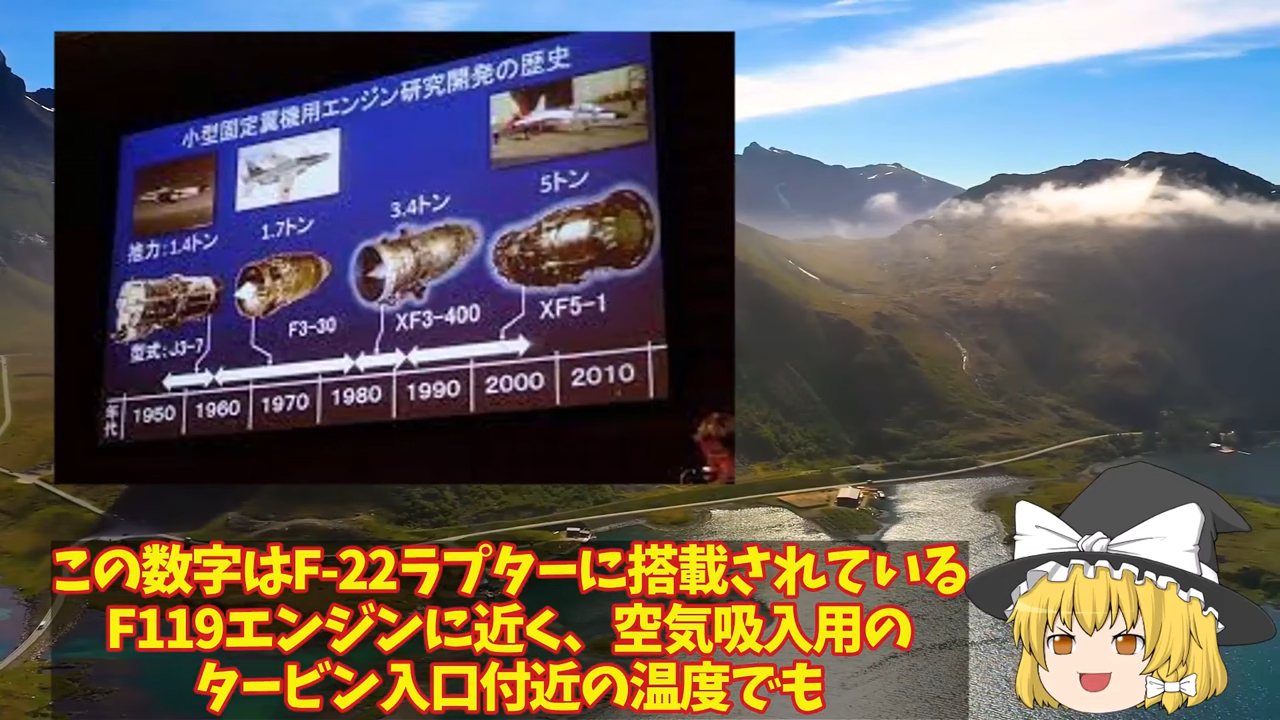 小型固定翼機用エンジン研究開発の歴史
推力：1.4トン
1.7トン
3.4トン
5トン
型式：J3-7
F3-30
XF3-400
XF5-1
年代
1950 1960 1970 1980 1990 2000 2010
この数字はF-22ラプターに搭載されている
F119エンジンに近く、空気吸入用の
タービン入口付近の温度でも